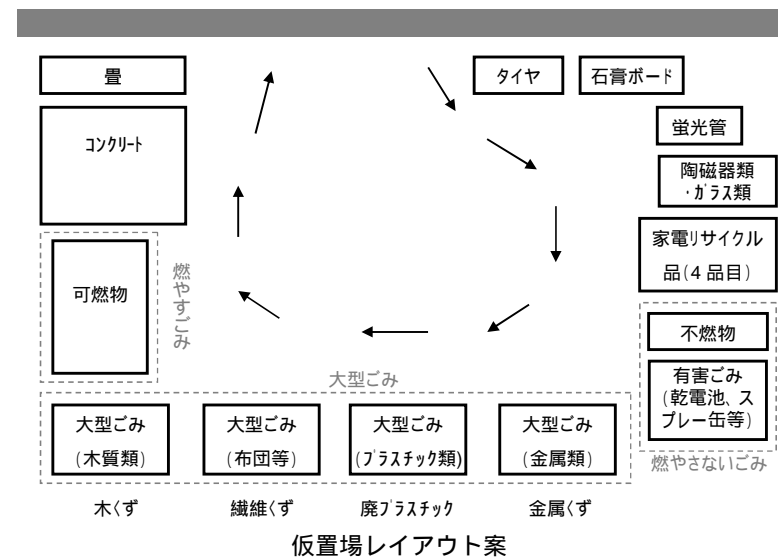 畳
タイヤ
石膏ボード
コンクリート
蛍光管
陶磁器類
・ガラス類
家電リサイクル
品(4品目)
可燃物
燃やすごみ
不燃物
有害ごみ
(乾電池、ス
プレー缶等)
燃やさないごみ
大型ごみ
大型ごみ
(木質類)
大型ごみ
(布団等)
大型ごみ
(プラスチック類)
大型ごみ
(金属類)
木くず
繊維くず
廃プラスチック
金属くず
仮置場レイアウト案